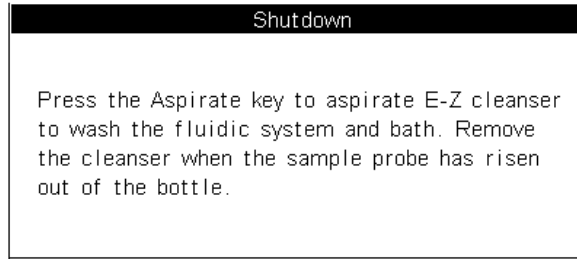 Shutdown
Press the Aspirate key to aspirate E-Z cleanser
to wash the fluidic system and bath. Remove
the cleanser when the sample probe has risen
out of the bottle.